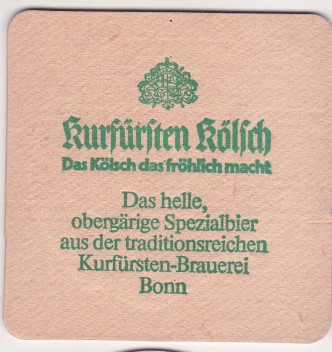 Kurfürsten Kölsch
Das Kölsch das fröhlich macht
Das helle,
obergärige Spezialbier
aus der traditionsreichen
Kurfürsten-Brauerei
Bonn